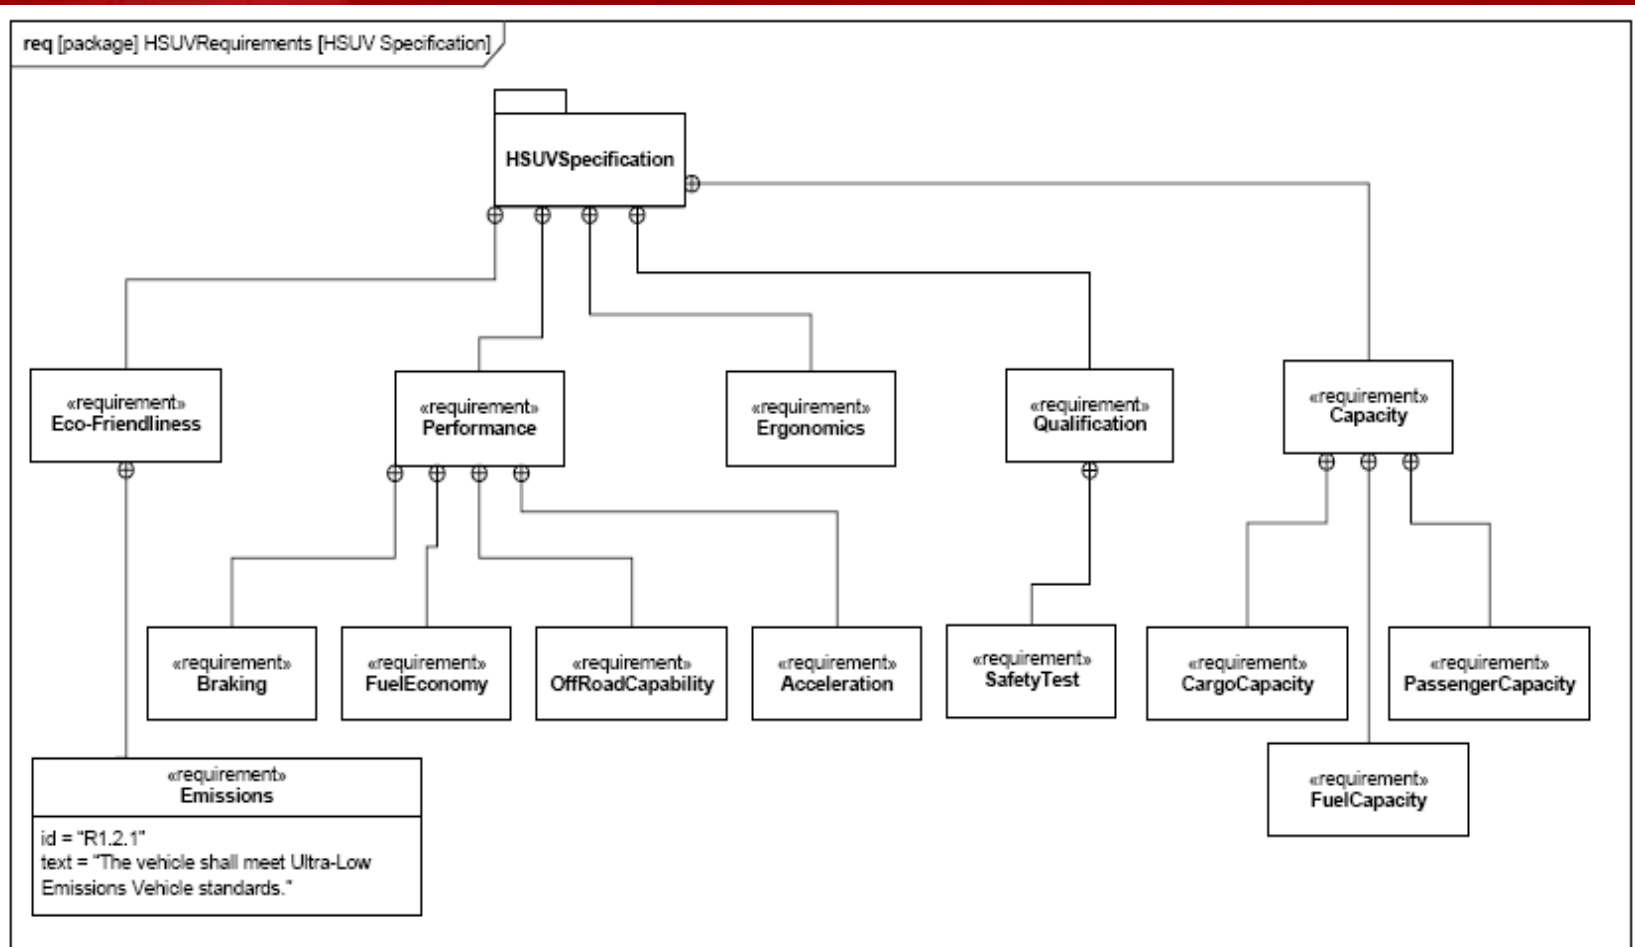 req [package] HSUVRequirements [HSUV Specification]
HSUVSpecification
«requirement»
Eco-Friendliness
«requirement»
Performance
«requirement»
Ergonomics
«requirement»
Qualification
«requirement»
Capacity
«requirement»
Braking
«requirement»
FuelEconomy
«requirement»
OffRoadCapability
«requirement»
Acceleration
«requirement»
SafetyTest
«requirement»
CargoCapacity
«requirement»
PassengerCapacity
«requirement»
Emissions
id = "R1.2.1"
text = "The vehicle shall meet Ultra-Low
Emissions Vehicle standards."
«requirement»
FuelCapacity